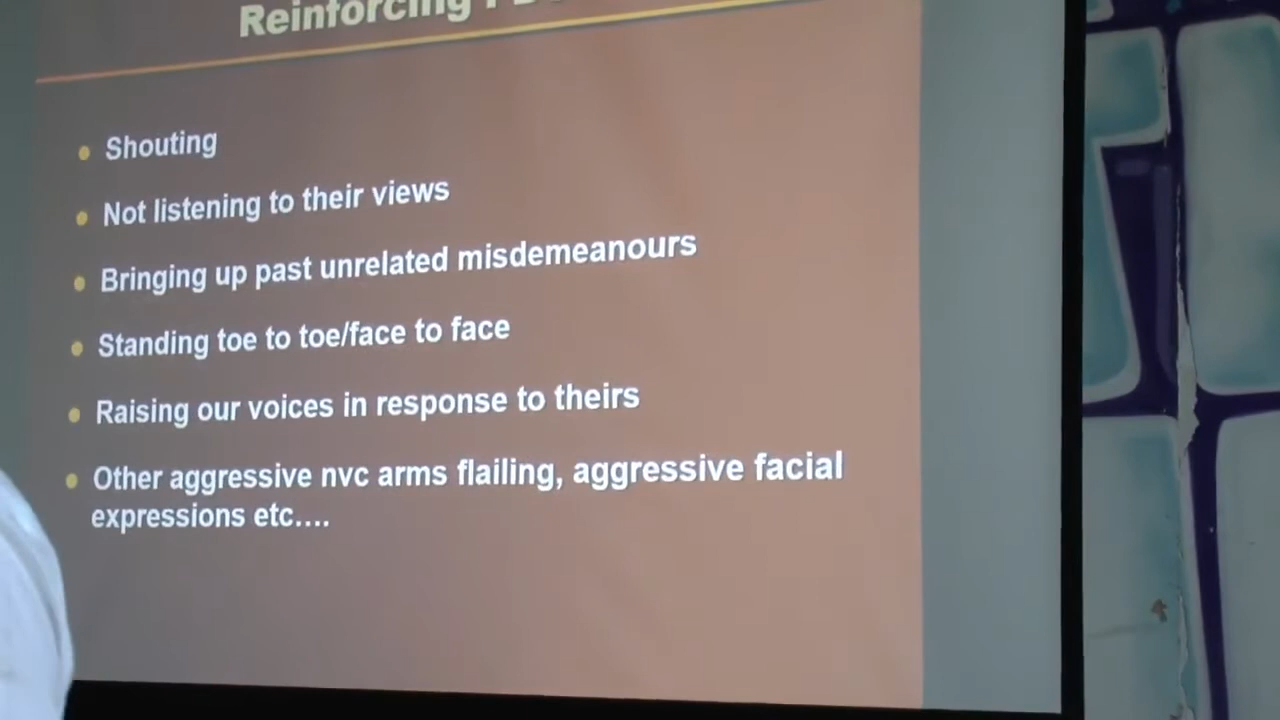 Reinforcing
Shouting
Not listening to their views
Bringing up past unrelated misdemeanours
Standing toe to toe/face to face
Raising our voices in response to theirs
Other aggressive nvc arms flailing, aggressive facial
expressions etc....